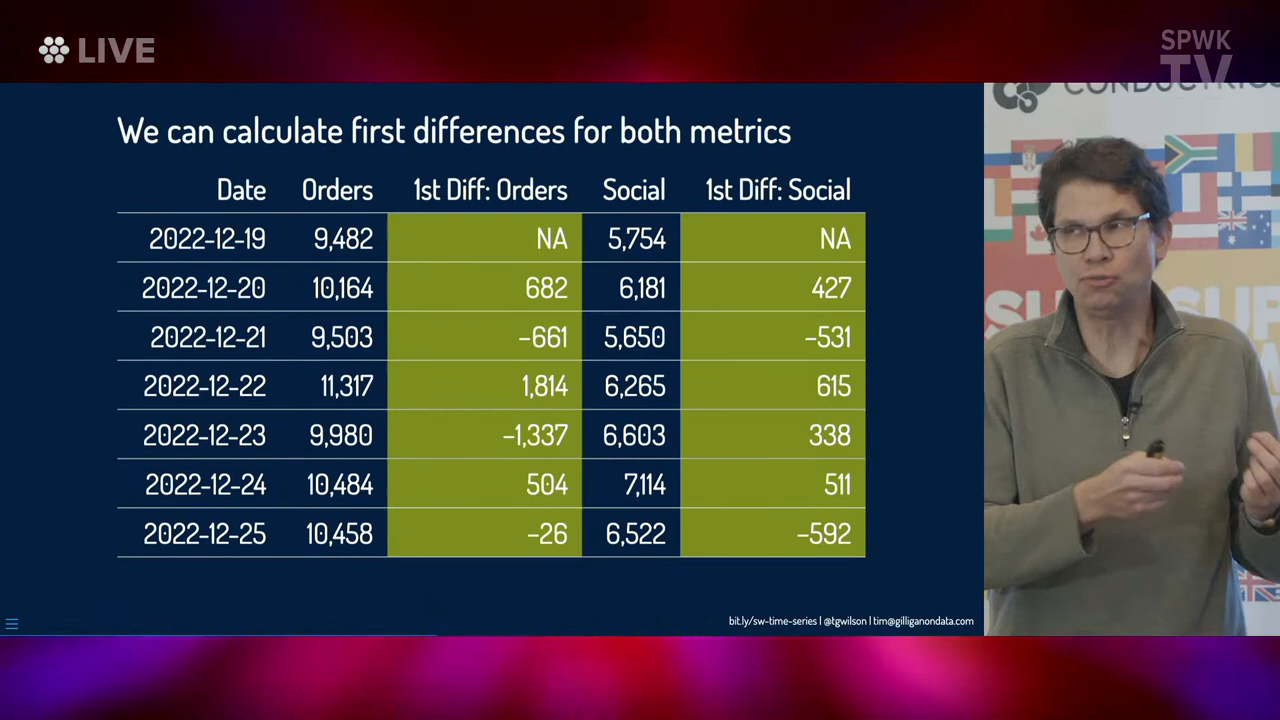 LIVE
SPWK
TV
CONDUCTRICS
We can calculate first differences for both metrics
Date Orders 1st Diff: Orders Social 1st Diff: Social
2022-12-19 9,482 NA 5,754 NA
2022-12-20 10,164 682 6,181 427
2022-12-21 9,503 -661 5,650 -531
2022-12-22 11,317 1,814 6,265 615
2022-12-23 9,980 -1,337 6,603 338
2022-12-24 10,484 504 7,114 511
2022-12-25 10,458 -26 6,522 -592
bit.ly/sw-time-series | @tgwilson | tim@gilligandata.com